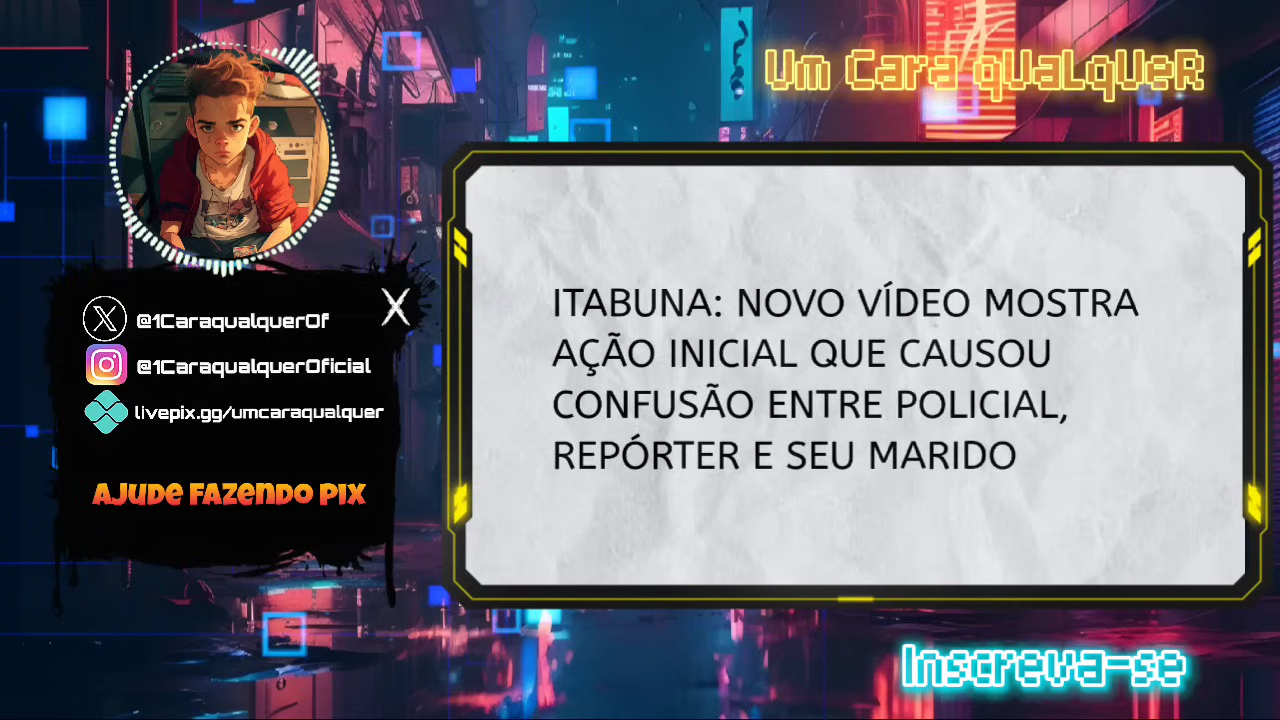 Um Cara qUaLqUeR
@1CaraqualquerOf
@1CaraqualquerOficial
livepix.gg/umcaraqualquer
AJude Fazendo PIX
ITABUNA: NOVO VÍDEO MOSTRA
AÇÃO INICIAL QUE CAUSOU
CONFUSÃO ENTRE POLICIAL,
REPÓRTER E SEU MARIDO
Inscreva-se